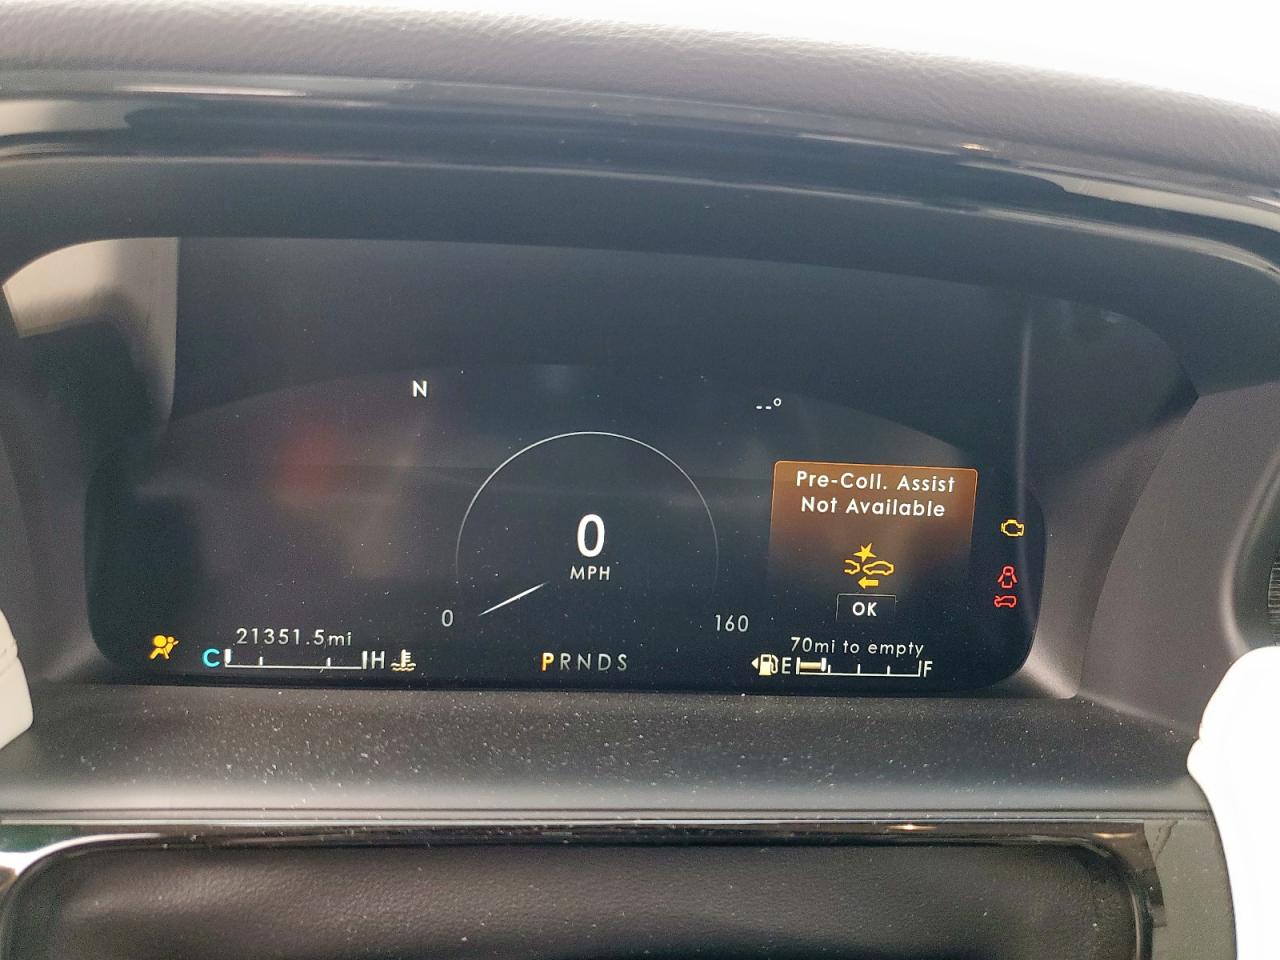 N
--°
Pre-Coll. Assist
Not Available
0
MPH
OK
0
160
21351.5mi
70mi to empty
C H
PRNDS
E F